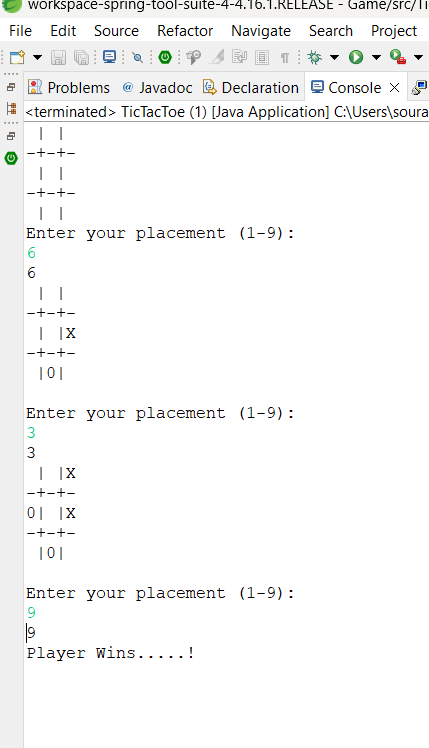 workspace-spring-tool-suite-4-4.16.1.RELEASE - Game/src/Ti
File Edit Source Refactor Navigate Search Project
Problems @ Javadoc Declaration Console
<terminated> TicTacToe (1) [Java Application] C:\Users\soura
 | |
-+-+-
 | |
-+-+-
 | |
Enter your placement (1-9):
6
6
 | |
-+-+-
 | |X
-+-+-
 |0|
Enter your placement (1-9):
3
3
 | |X
-+-+-
0| |X
-+-+-
 |0|
Enter your placement (1-9):
9
9
Player Wins.....!